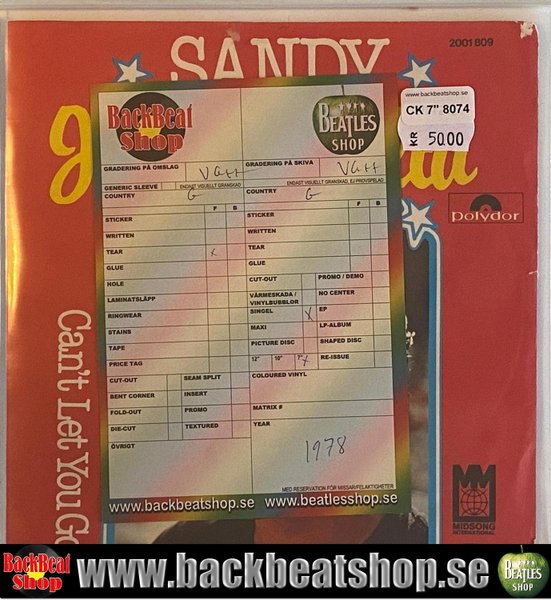 2001 809
SANDY
www.backbeatshop.se
CK 7" 8074
KR 50.00
polydor
Can't Let You Go
BackBeat
Shop
BEATLES
SHOP
GRADERING PÅ OMSLAG VG++
GRADERING PÅ SKIVA VG++
GENERIC SLEEVE
ENDAST VISUELLT GRANSKAD
ENDAST VISUELLT GRANSKAD, EJ PROVSPELAD
COUNTRY G
F B
STICKER
WRITTEN
TEAR x
GLUE
HOLE
LAMINATSLÄPP
RINGWEAR
STAINS
TAPE
PRICE TAG
CUT-OUT SEAM SPLIT
BENT CORNER INSERT
FOLD-OUT PROMO
DIE-CUT TEXTURED
ÖVRIGT
COUNTRY G
F B
STICKER
WRITTEN
TEAR
GLUE
CUT-OUT PROMO / DEMO
VÄRMESKADA /
VINYLBUBBLOR
NO CENTER
SINGEL X EP
MAXI LP-ALBUM
PICTURE DISC SHAPED DISC
12" 10" 7" X RE-ISSUE
COLOURED VINYL
MATRIX #
YEAR
1978
MED RESERVATION FÖR MISSAR/FELAKTIGHETER
www.backbeatshop.se www.beatlesshop.se
MIDSONG
INTERNATIONAL
BackBeat
Shop
www.backbeatshop.se
BEATLES
SHOP